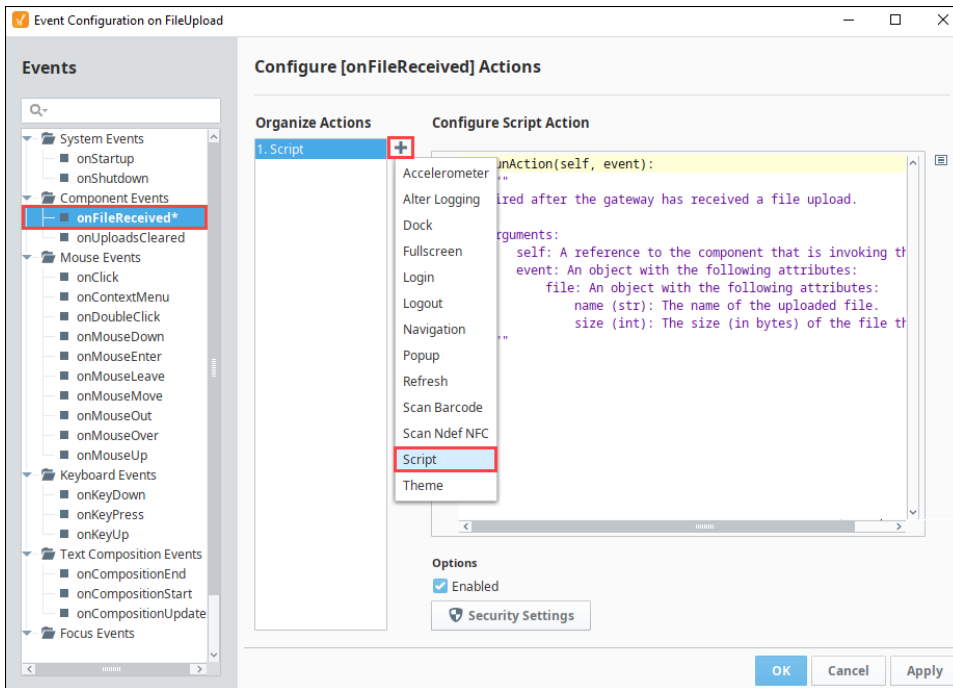 Event Configuration on FileUpload
Events
System Events
onStartup
onShutdown
Component Events
onFileReceived*
onUploadsCleared
Mouse Events
onClick
onContextMenu
onDoubleClick
onMouseDown
onMouseEnter
onMouseLeave
onMouseMove
onMouseOut
onMouseOver
onMouseUp
Keyboard Events
onKeyDown
onKeyPress
onKeyUp
Text Composition Events
onCompositionEnd
onCompositionStart
onCompositionUpdate
Focus Events
Configure [onFileReceived] Actions
Organize Actions
1. Script
Accelerometer
Alter Logging
Dock
Fullscreen
Login
Logout
Navigation
Popup
Refresh
Scan Barcode
Scan Ndef NFC
Script
Theme
Configure Script Action
unAction(self, event):
""
ired after the gateway has received a file upload.
rguments:
self: A reference to the component that is invoking th
event: An object with the following attributes:
file: An object with the following attributes:
name (str): The name of the uploaded file.
size (int): The size (in bytes) of the file th
""
Options
Enabled
Security Settings
OK
Cancel
Apply